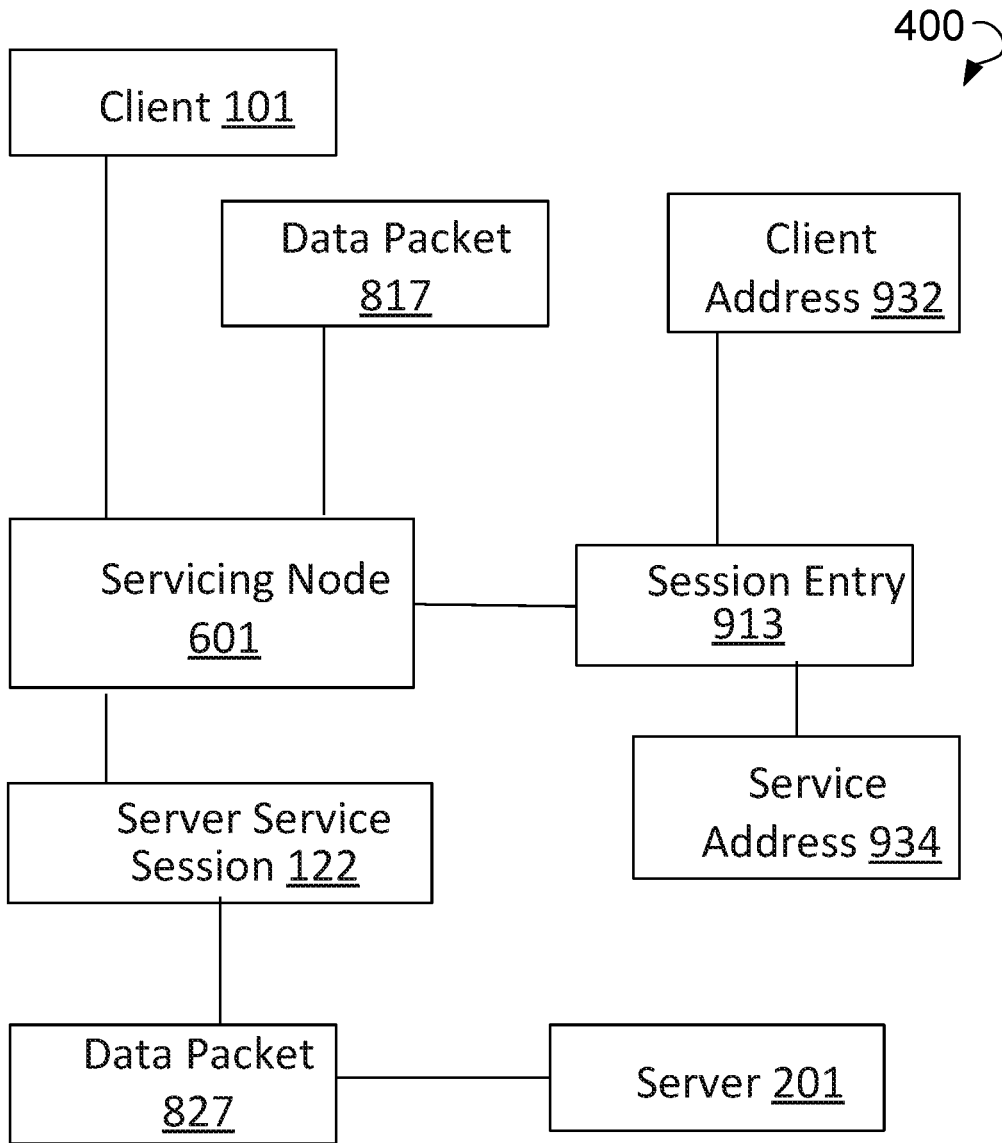 400
Client 101
Data Packet
817
Client
Address 932
Servicing Node
601
Session Entry
913
Service
Address 934
Server Service
Session 122
Data Packet
827
Server 201